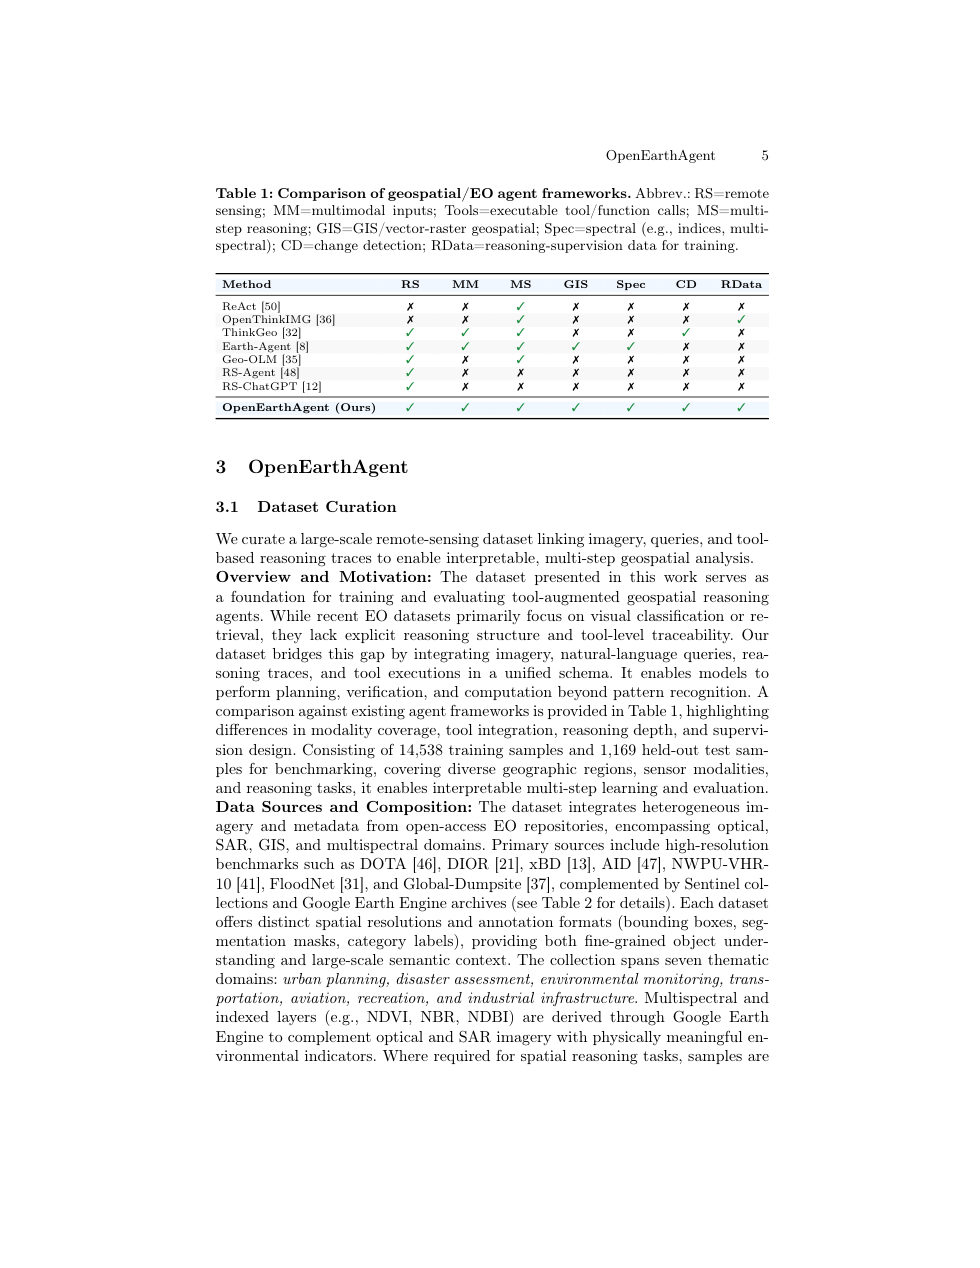 OpenEarthAgent 5
Table 1: Comparison of geospatial/EO agent frameworks. Abbrev.: RS=remote
sensing; MM=multimodal inputs; Tools=executable tool/function calls; MS=multi-
step reasoning; GIS=GIS/vector-raster geospatial; Spec=spectral (e.g., indices, multi-
spectral); CD=change detection; RData=reasoning-supervision data for training.
Method RS MM MS GIS Spec CD RData
ReAct [50] ✗ ✗ ✓ ✗ ✗ ✗ ✗
OpenThinkIMG [36] ✗ ✗ ✓ ✗ ✗ ✗ ✓
ThinkGeo [32] ✓ ✓ ✓ ✗ ✗ ✓ ✗
Earth-Agent [8] ✓ ✓ ✓ ✓ ✓ ✗ ✗
Geo-OLM [35] ✓ ✗ ✓ ✗ ✗ ✗ ✗
RS-Agent [48] ✓ ✗ ✗ ✗ ✗ ✗ ✗
RS-ChatGPT [12] ✓ ✗ ✗ ✗ ✗ ✗ ✗
OpenEarthAgent (Ours) ✓ ✓ ✓ ✓ ✓ ✓ ✓
3 OpenEarthAgent
3.1 Dataset Curation
We curate a large-scale remote-sensing dataset linking imagery, queries, and tool-
based reasoning traces to enable interpretable, multi-step geospatial analysis.
Overview and Motivation: The dataset presented in this work serves as
a foundation for training and evaluating tool-augmented geospatial reasoning
agents. While recent EO datasets primarily focus on visual classification or re-
trieval, they lack explicit reasoning structure and tool-level traceability. Our
dataset bridges this gap by integrating imagery, natural-language queries, rea-
soning traces, and tool executions in a unified schema. It enables models to
perform planning, verification, and computation beyond pattern recognition. A
comparison against existing agent frameworks is provided in Table 1, highlighting
differences in modality coverage, tool integration, reasoning depth, and supervi-
sion design. Consisting of 14,538 training samples and 1,169 held-out test sam-
ples for benchmarking, covering diverse geographic regions, sensor modalities,
and reasoning tasks, it enables interpretable multi-step learning and evaluation.
Data Sources and Composition: The dataset integrates heterogeneous im-
agery and metadata from open-access EO repositories, encompassing optical,
SAR, GIS, and multispectral domains. Primary sources include high-resolution
benchmarks such as DOTA [46], DIOR [21], xBD [13], AID [47], NWPU-VHR-
10 [41], FloodNet [31], and Global-Dumpsite [37], complemented by Sentinel col-
lections and Google Earth Engine archives (see Table 2 for details). Each dataset
offers distinct spatial resolutions and annotation formats (bounding boxes, seg-
mentation masks, category labels), providing both fine-grained object under-
standing and large-scale semantic context. The collection spans seven thematic
domains: urban planning, disaster assessment, environmental monitoring, trans-
portation, aviation, recreation, and industrial infrastructure. Multispectral and
indexed layers (e.g., NDVI, NBR, NDBI) are derived through Google Earth
Engine to complement optical and SAR imagery with physically meaningful en-
vironmental indicators. Where required for spatial reasoning tasks, samples are